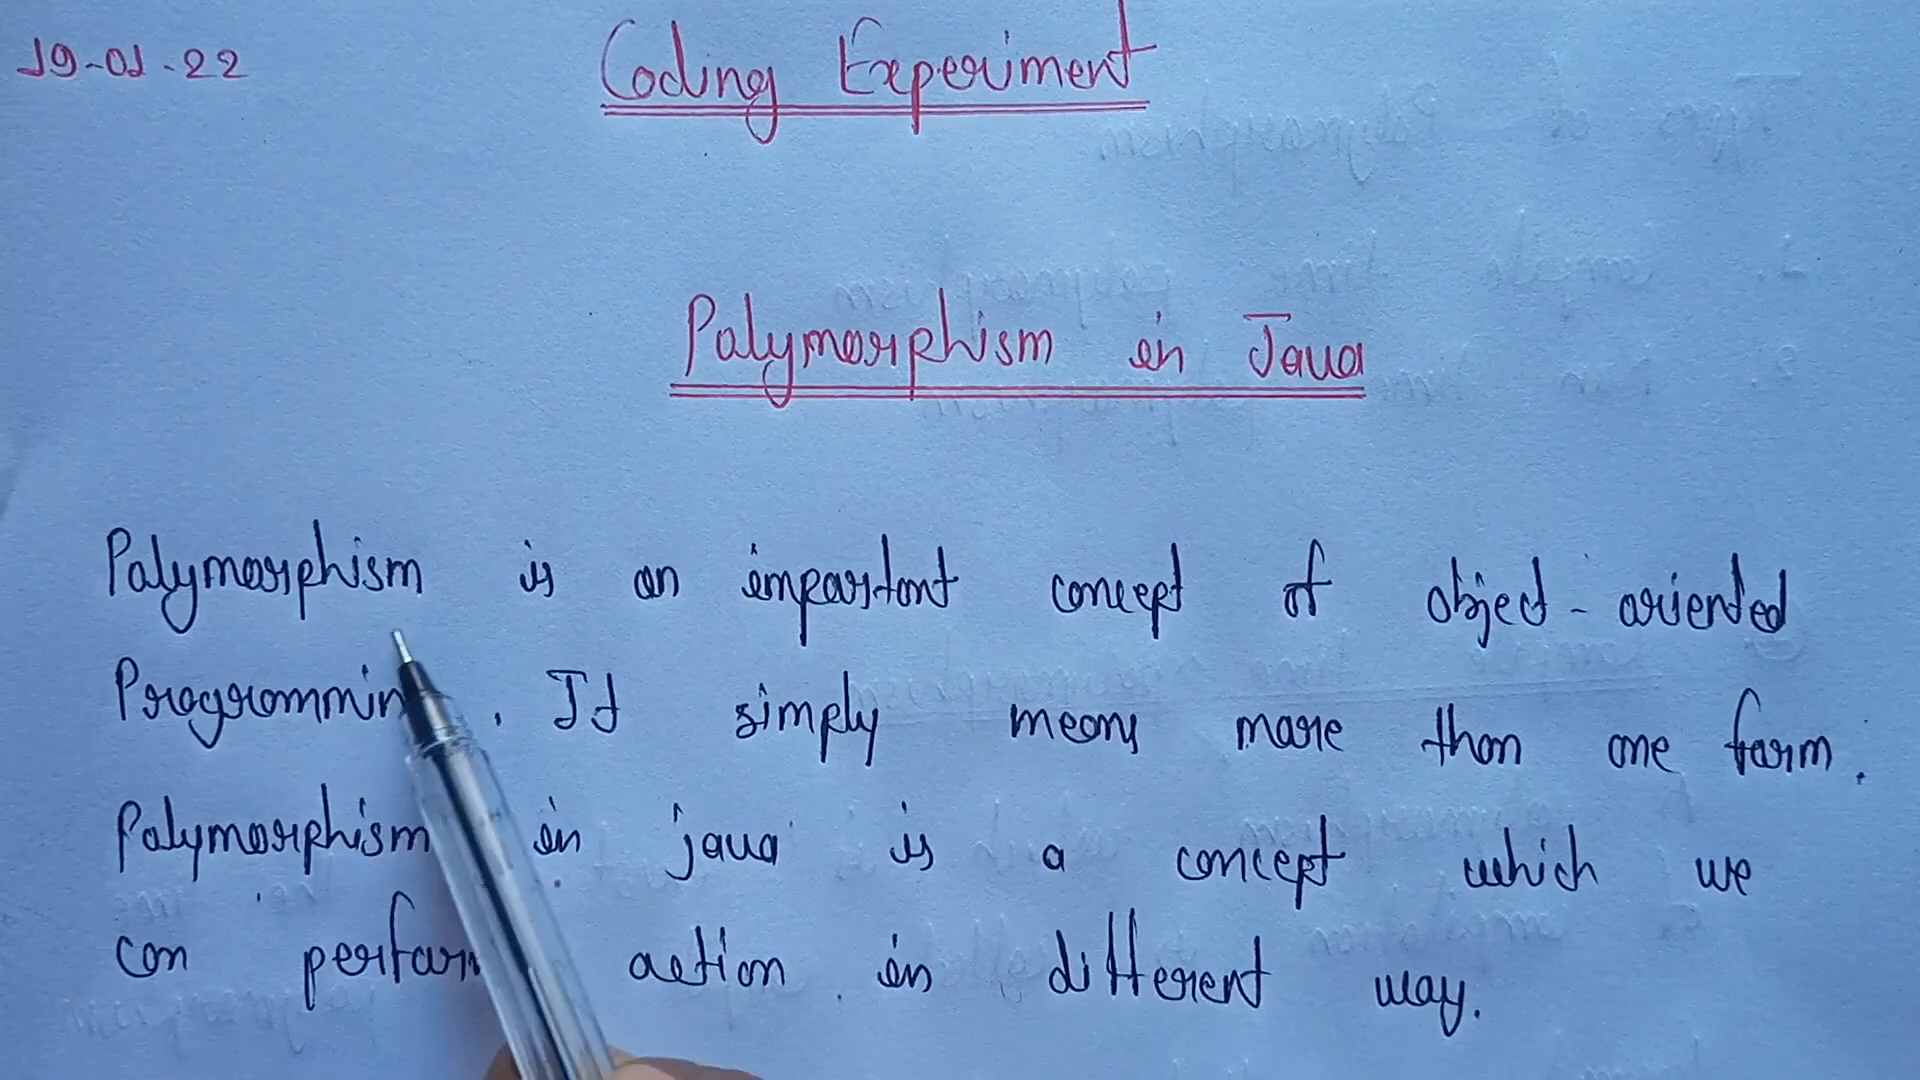 19-01-22
Coding Experiment
Polymorphism in Java
Polymorphism is an important concept of object-oriented
Programmin . It simply means more than one form.
Polymorphism in java is a concept which we
can perform action in different way.